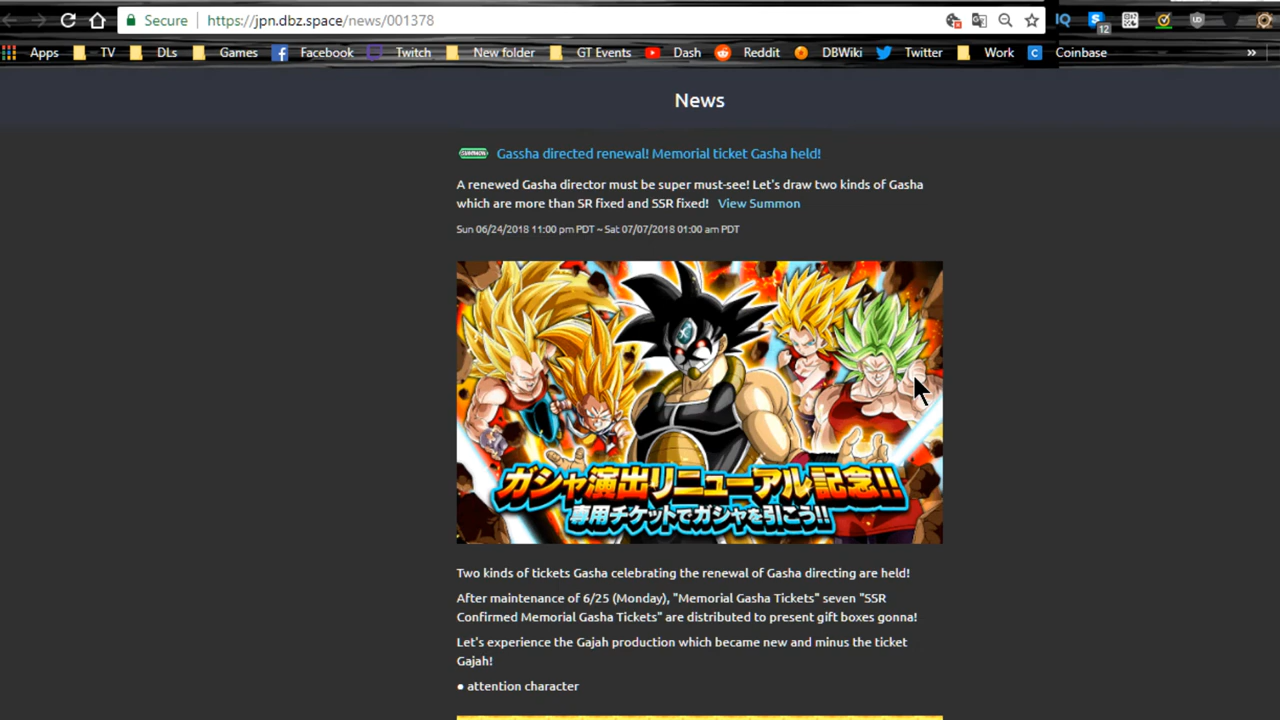 Secure https://jpn.dbz.space/news/001378
12
Apps TV DLs Games Facebook Twitch New folder GT Events Dash Reddit DBWiki Twitter Work Coinbase »
News
SUMMON Gassha directed renewal! Memorial ticket Gasha held!
A renewed Gasha director must be super must-see! Let's draw two kinds of Gasha
which are more than SR fixed and SSR fixed! View Summon
Sun 06/24/2018 11:00 pm PDT ~ Sat 07/07/2018 01:00 am PDT
ガシャ演出リニューアル記念!!
専用チケットでガシャを引こう!!
Two kinds of tickets Gasha celebrating the renewal of Gasha directing are held!
After maintenance of 6/25 (Monday), "Memorial Gasha Tickets" seven "SSR
Confirmed Memorial Gasha Tickets" are distributed to present gift boxes gonna!
Let's experience the Gajah production which became new and minus the ticket
Gajah!
● attention character